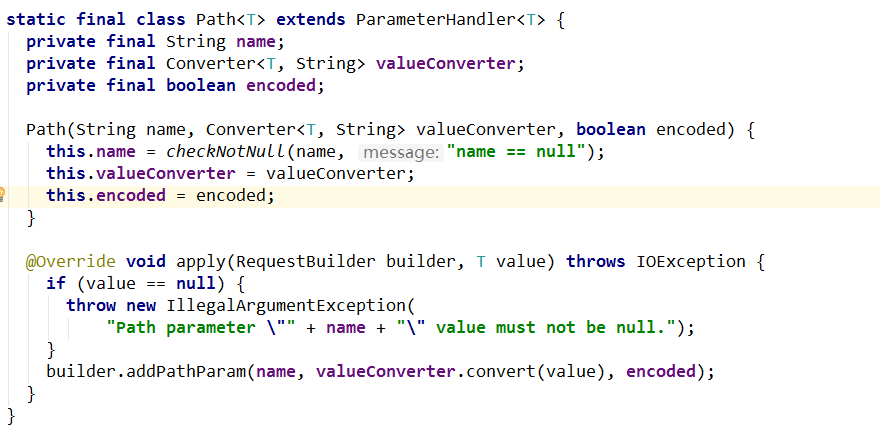 static final class Path<T> extends ParameterHandler<T> {
private final String name;
private final Converter<T, String> valueConverter;
private final boolean encoded;
Path(String name, Converter<T, String> valueConverter, boolean encoded) {
this.name = checkNotNull(name, message: "name == null");
this.valueConverter = valueConverter;
this.encoded = encoded;
}
@Override void apply(RequestBuilder builder, T value) throws IOException {
if (value == null) {
throw new IllegalArgumentException(
"Path parameter \"" + name + "\" value must not be null.");
}
builder.addPathParam(name, valueConverter.convert(value), encoded);
}
}